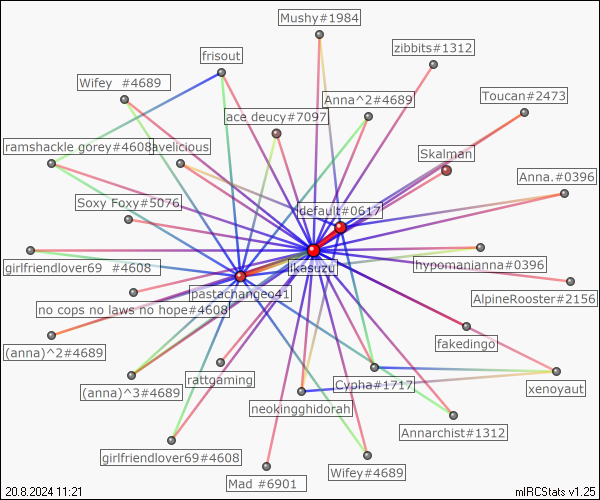 Mushy#1984
zibbits#1312
frisout
Wifey #4689
Anna^2#4689
Toucan#2473
ace deucy#7097
ramshackle gorey#4608
avelicious
Skalman
Anna.#0396
Soxy Foxy#5076
default#0617
girlfriendlover69 #4608
likasuzu
hypomanianna#0396
pastachangeo41
AlpineRooster#2156
no cops no laws no hope#4608
fakedingo
(anna)^2#4689
rattgaming
Cypha#1717
xenoyaut
(anna)^3#4689
neokingghidorah
Annarchist#1312
girlfriendlover69#4608
Wifey#4689
Mad #6901
20.8.2024 11:21
mIRCStats v1.25